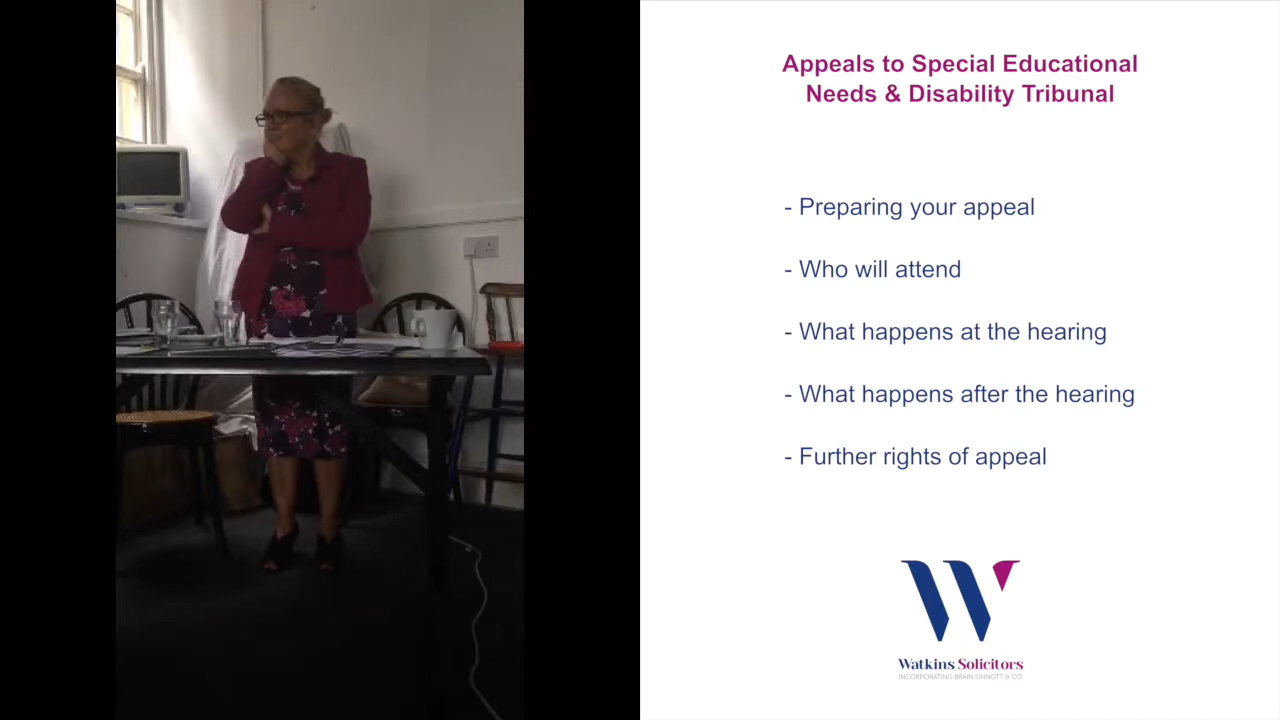 Appeals to Special Educational
Needs & Disability Tribunal
- Preparing your appeal
- Who will attend
- What happens at the hearing
- What happens after the hearing
- Further rights of appeal
W
Watkins Solicitors
INCORPORATING BRAIN SINNOTT & CO